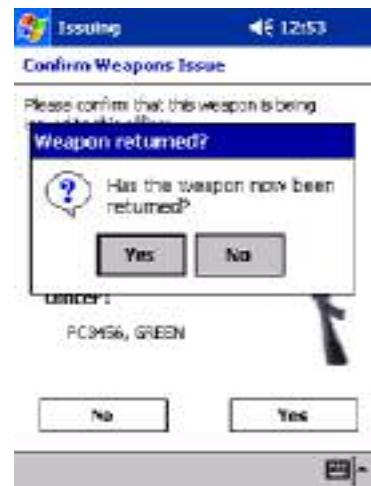 Issuing 12:53
Confirm Weapons Issue
Please confirm that this weapon is being
Weapon returned?
Has the weapon now been
returned?
Yes No
Officer:
PC3456, GREEN
No Yes